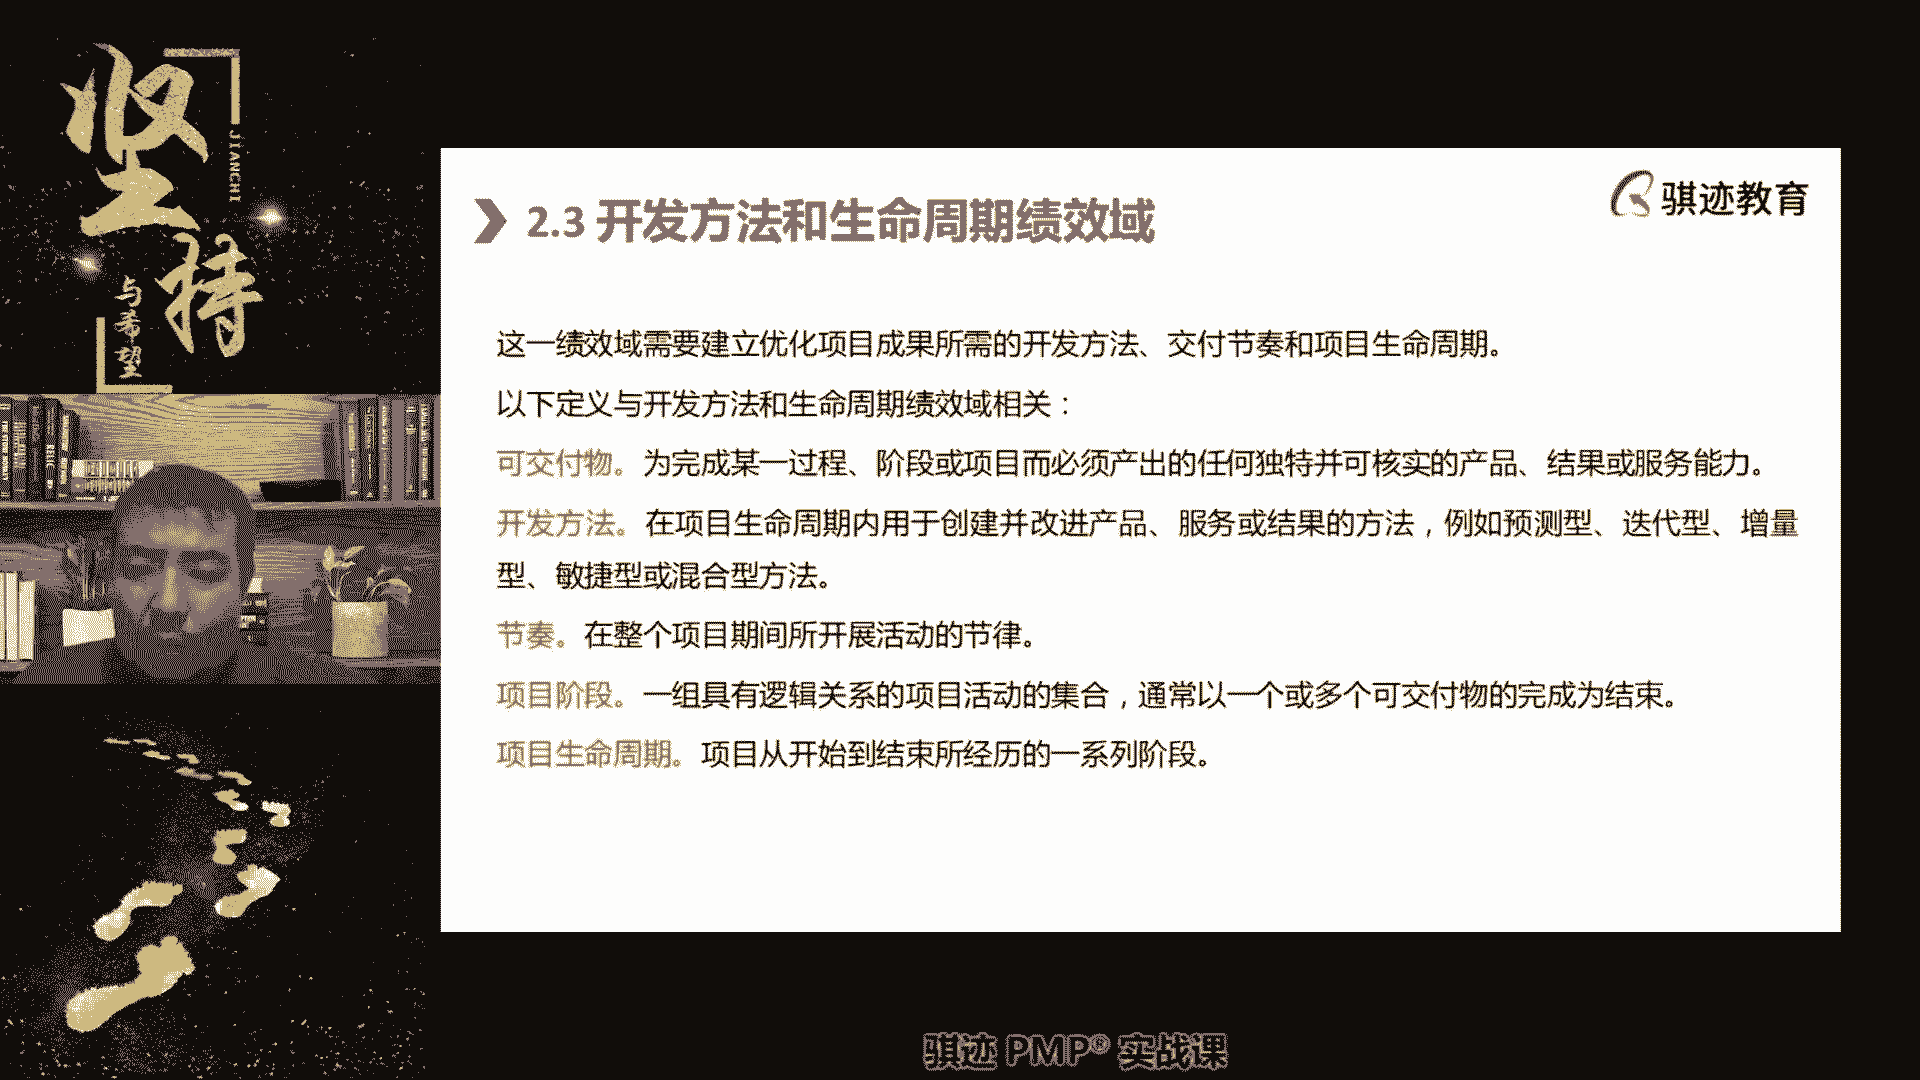 坚持
JIANCHI
与希望
骐迹教育
2.3 开发方法和生命周期绩效域
这一绩效域需要建立优化项目成果所需的开发方法、交付节奏和项目生命周期。
以下定义与开发方法和生命周期绩效域相关：
可交付物。为完成某一过程、阶段或项目而必须产出的任何独特并可核实的产品、结果或服务能力。
开发方法。在项目生命周期内用于创建并改进产品、服务或结果的方法，例如预测型、迭代型、增量
型、敏捷型或混合型方法。
节奏。在整个项目期间所开展活动的节律。
项目阶段。一组具有逻辑关系的项目活动的集合，通常以一个或多个可交付物的完成为结束。
项目生命周期。项目从开始到结束所经历的一系列阶段。
骐迹 PMP® 实战课